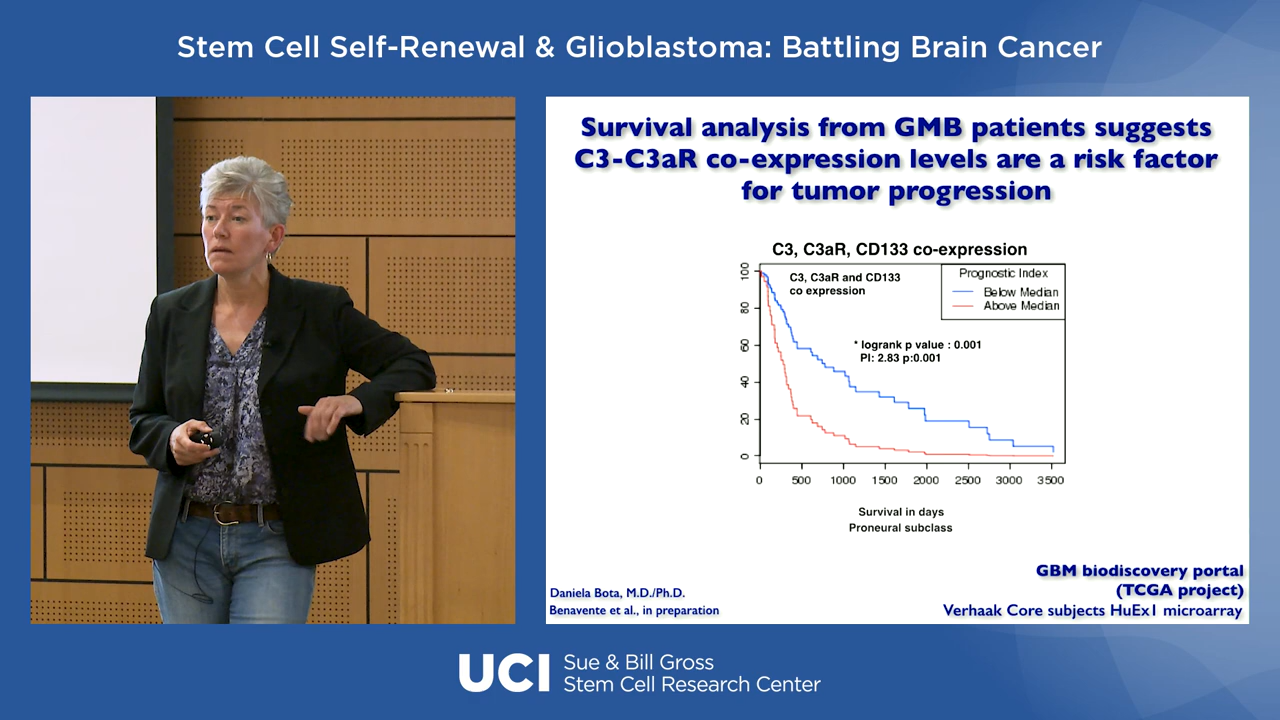 Stem Cell Self-Renewal & Glioblastoma: Battling Brain Cancer
Survival analysis from GMB patients suggests
C3-C3aR co-expression levels are a risk factor
for tumor progression
C3, C3aR, CD133 co-expression
C3, C3aR and CD133
co expression
Prognostic Index
Below Median
Above Median
* logrank p value : 0.001
PI: 2.83 p:0.001
100
80
60
40
20
0
0 500 1000 1500 2000 2500 3000 3500
Survival in days
Proneural subclass
GBM biodiscovery portal
(TCGA project)
Verhaak Core subjects HuEx1 microarray
Daniela Bota, M.D./Ph.D.
Benavente et al., in preparation
UCI
Sue & Bill Gross
Stem Cell Research Center